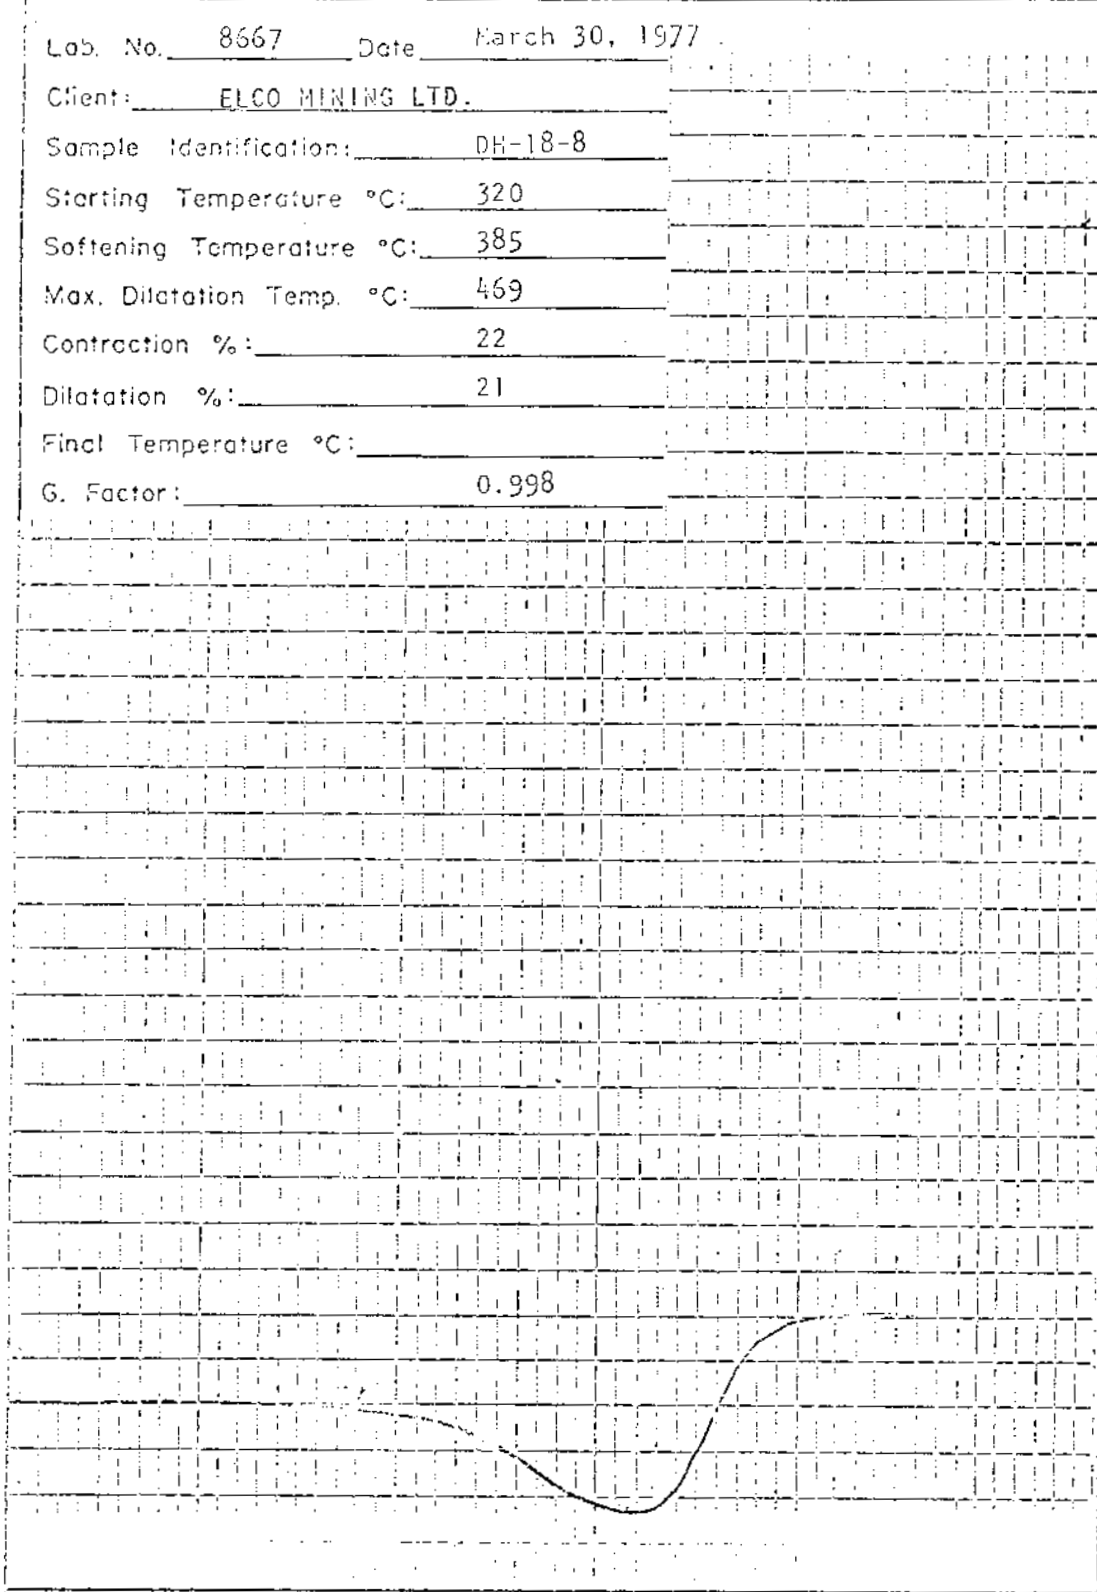 Lab. No. 8667 Date March 30, 1977
Client: ELCO MINING LTD.
Sample Identification: DH-18-8
Starting Temperature °C: 320
Softening Temperature °C: 385
Max. Dilatation Temp. °C: 469
Contraction %: 22
Dilatation %: 21
Final Temperature °C:
G. Factor: 0.998